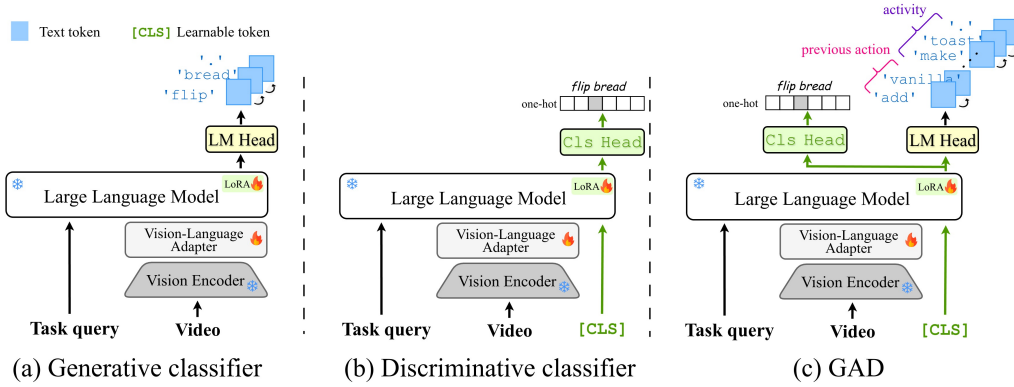 Text token
[CLS] Learnable token
'.'
'bread'
'flip'
LM Head
LoRA
Large Language Model
Vision-Language
Adapter
Vision Encoder
Task query
Video
(a) Generative classifier
flip bread
one-hot
Cls Head
LoRA
Large Language Model
Vision-Language
Adapter
Vision Encoder
Task query
Video
[CLS]
(b) Discriminative classifier
activity
previous action
'.'
'toast'
'make'
'vanilla'
'add'
flip bread
one-hot
Cls Head
LM Head
LoRA
Large Language Model
Vision-Language
Adapter
Vision Encoder
Task query
Video
[CLS]
(c) GAD